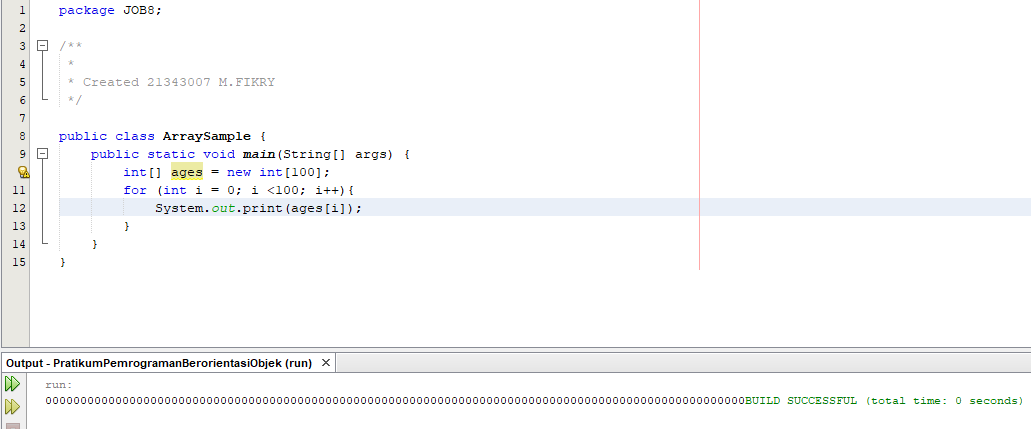 1 package JOB8;
2
3 /**
4 *
5 * Created 21343007 M.FIKRY
6 */
7
8 public class ArraySample {
9 public static void main(String[] args) {
int[] ages = new int[100];
11 for (int i = 0; i <100; i++){
12 System.out.print(ages[i]);
13 }
14 }
15 }
Output - PratikumPemrogramanBerorientasiObjek (run) ×
run:
0000000000000000000000000000000000000000000000000000000000000000000000000000000000000000000000000000BUILD SUCCESSFUL (total time: 0 seconds)